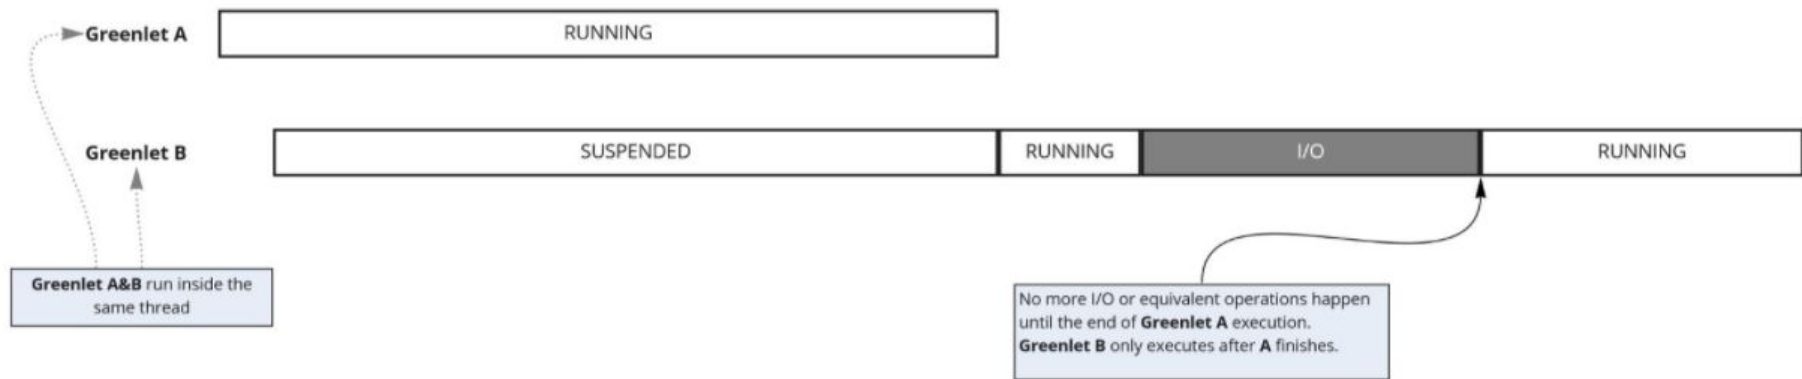 Greenlet A
RUNNING
Greenlet B
SUSPENDED
RUNNING
I/O
RUNNING
Greenlet A&B run inside the
same thread
No more I/O or equivalent operations happen
until the end of Greenlet A execution.
Greenlet B only executes after A finishes.